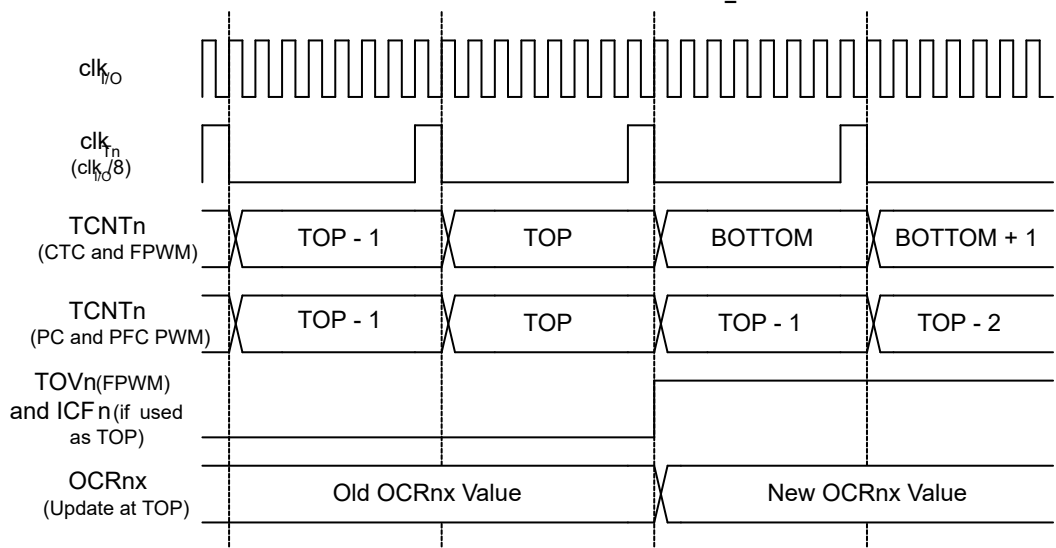 clkI/O
clkTn
(clkI/O/8)
TCNTn
(CTC and FPWM)
TOP - 1 TOP BOTTOM BOTTOM + 1
TCNTn
(PC and PFC PWM)
TOP - 1 TOP TOP - 1 TOP - 2
TOVn(FPWM)
and ICFn(if used
as TOP)
OCRnx
(Update at TOP)
Old OCRnx Value New OCRnx Value